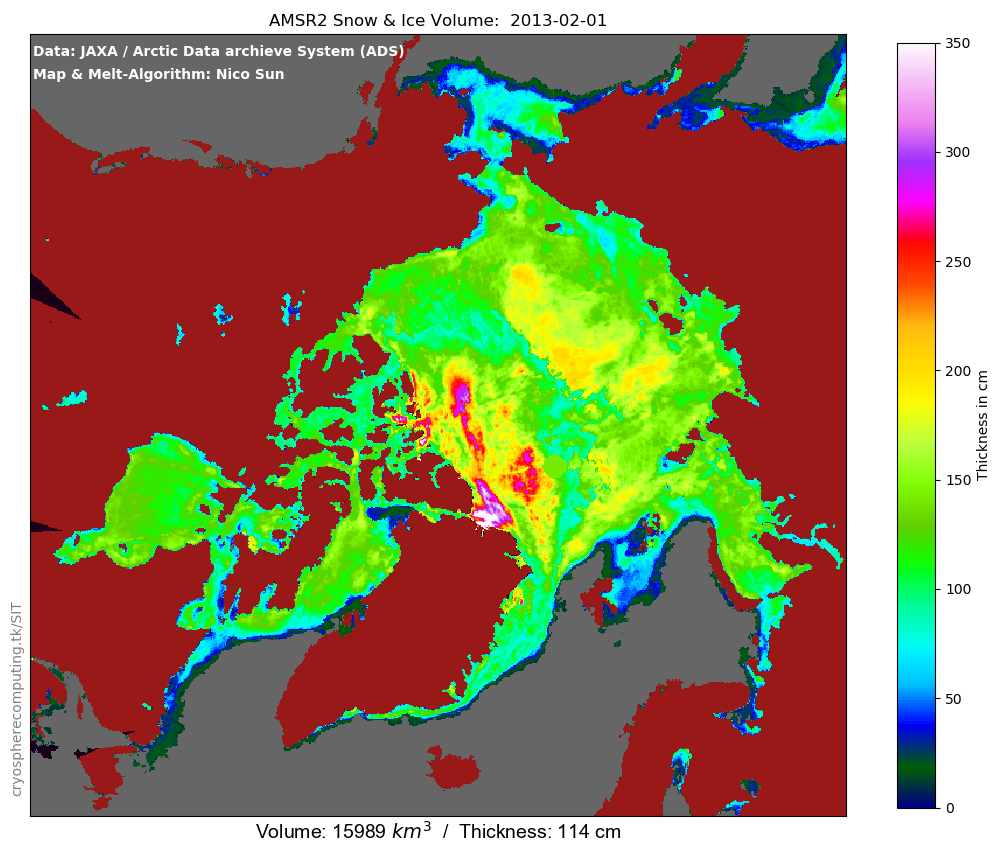 AMSR2 Snow & Ice Volume:  2013-02-01
Data: JAXA / Arctic Data archieve System (ADS)
Map & Melt-Algorithm: Nico Sun
350
300
250
200
150
100
50
0
Thickness in cm
cryospherecomputing.tk/SIT
Volume: 15989 km³  /  Thickness: 114 cm